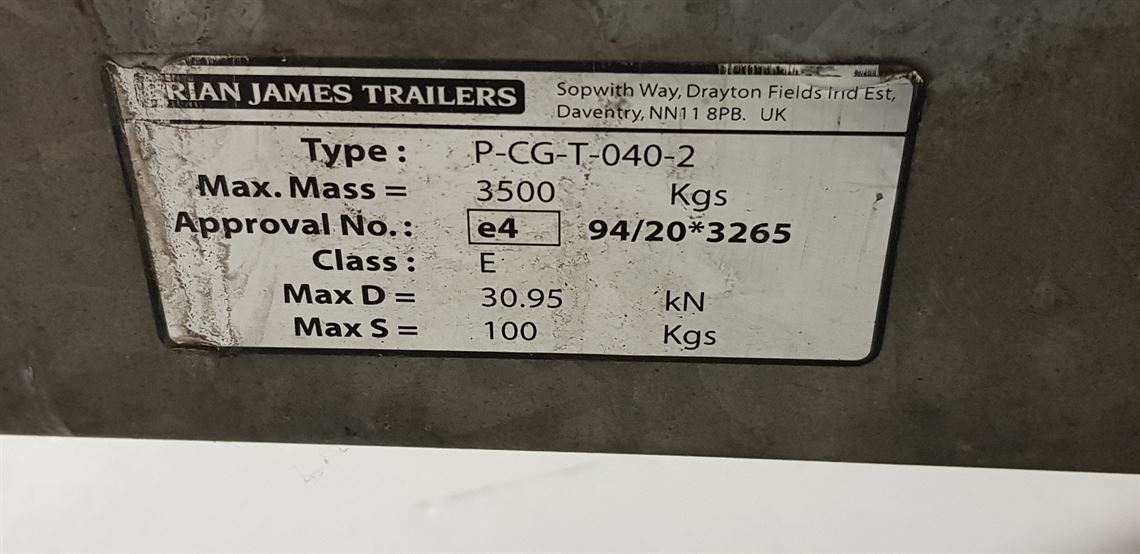 RIAN JAMES TRAILERS
Sopwith Way, Drayton Fields Ind Est,
Daventry, NN11 8PB. UK
Type : P-CG-T-040-2
Max. Mass = 3500 Kgs
Approval No. : e4 94/20*3265
Class : E
Max D = 30.95 kN
Max S = 100 Kgs